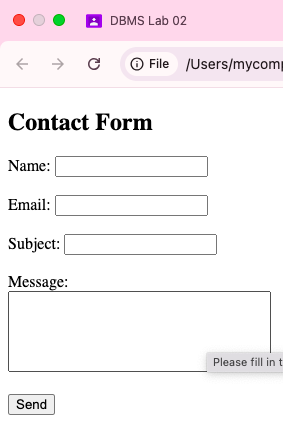 DBMS Lab 02
File /Users/mycomp
Contact Form
Name:
Email:
Subject:
Message:
Please fill in t
Send